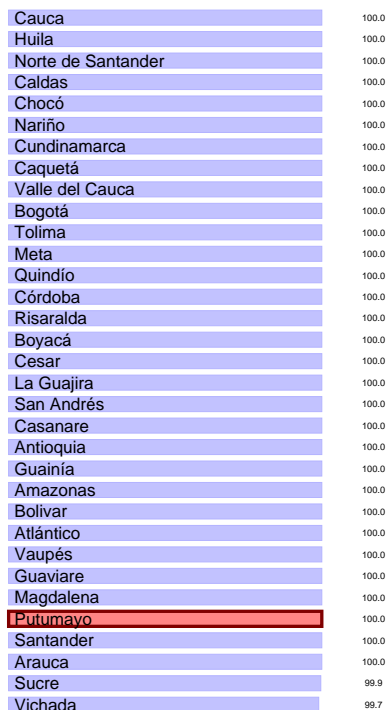 Cauca 100.0
Huila 100.0
Norte de Santander 100.0
Caldas 100.0
Chocó 100.0
Nariño 100.0
Cundinamarca 100.0
Caquetá 100.0
Valle del Cauca 100.0
Bogotá 100.0
Tolima 100.0
Meta 100.0
Quindío 100.0
Córdoba 100.0
Risaralda 100.0
Boyacá 100.0
Cesar 100.0
La Guajira 100.0
San Andrés 100.0
Casanare 100.0
Antioquia 100.0
Guainía 100.0
Amazonas 100.0
Bolivar 100.0
Atlántico 100.0
Vaupés 100.0
Guaviare 100.0
Magdalena 100.0
Putumayo 100.0
Santander 100.0
Arauca 100.0
Sucre 99.9
Vichada 99.7